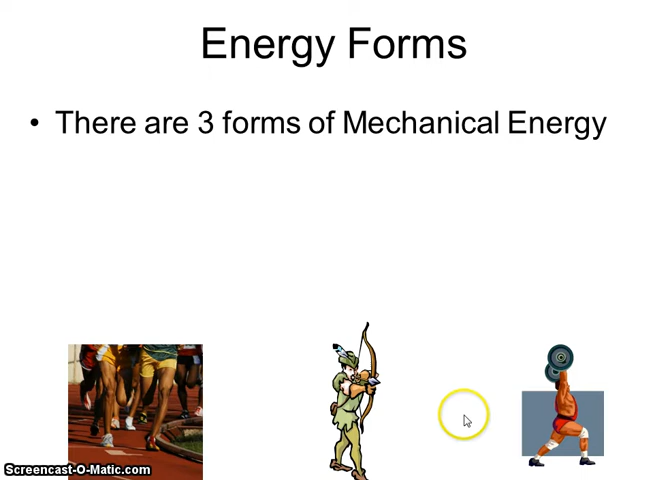 Energy Forms
• There are 3 forms of Mechanical Energy
Screencast-O-Matic.com